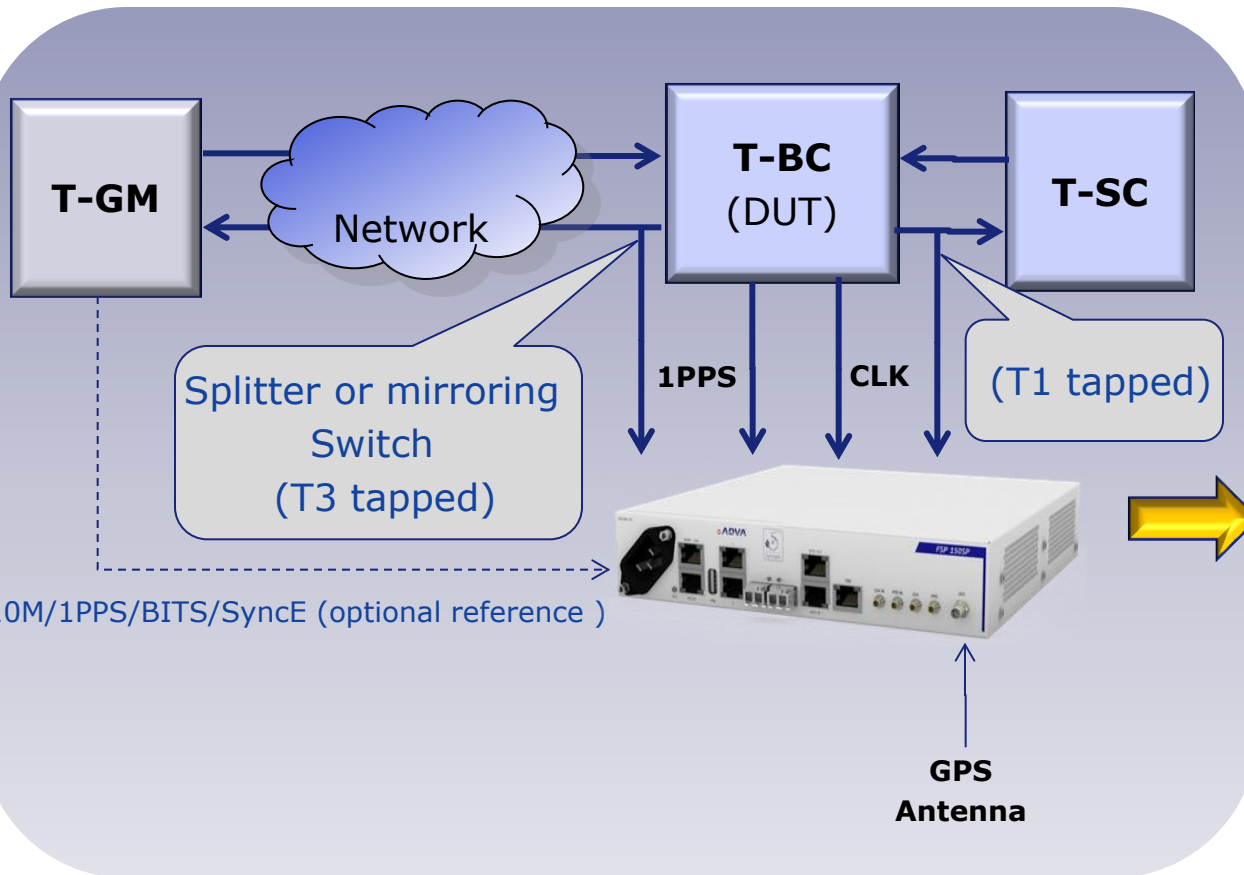 T-GM
Network
T-BC
(DUT)
T-SC
Splitter or mirroring
Switch
(T3 tapped)
1PPS
CLK
(T1 tapped)
ADVA
FSP 150SP
0M/1PPS/BITS/SyncE (optional reference )
GPS
Antenna